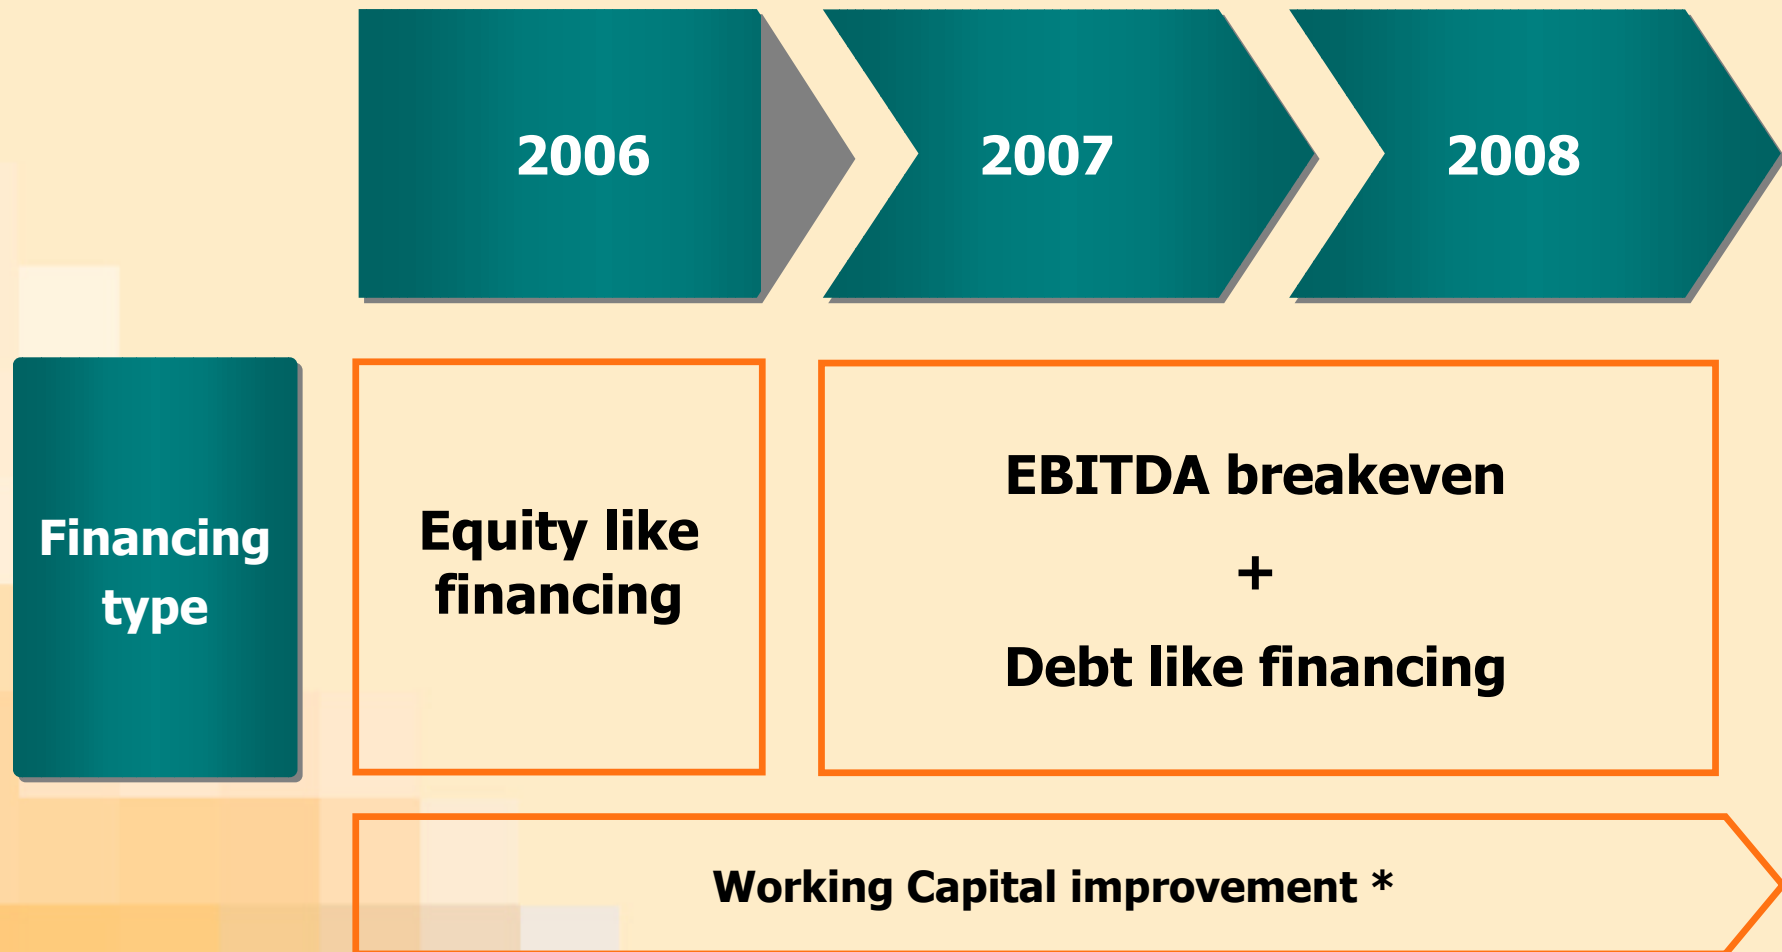 2006
2007
2008
Financing
type
Equity like
financing
EBITDA breakeven
+
Debt like financing
Working Capital improvement *